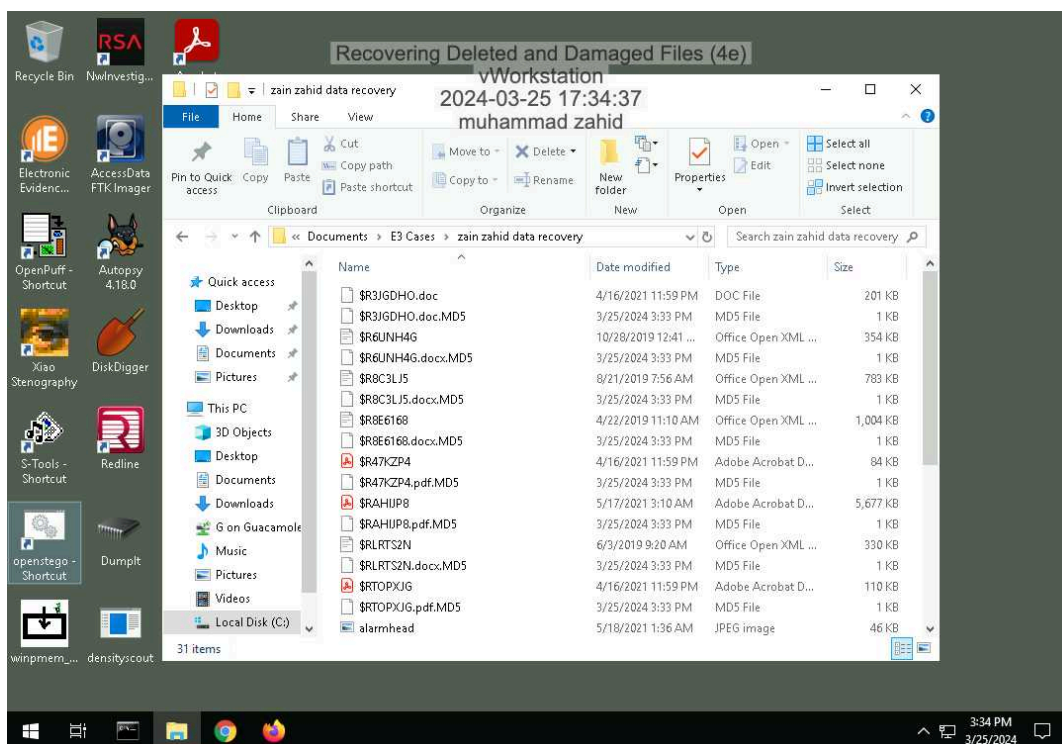 Recovering Deleted and Damaged Files (4e)
vWorkstation
2024-03-25 17:34:37
muhammad zahid
Recycle Bin
NwInvestig...
Electronic Evidenc...
AccessData FTK Imager
OpenPuff - Shortcut
Autopsy 4.18.0
Xiao Stenography
DiskDigger
S-Tools - Shortcut
Redline
openstego - Shortcut
DumpIt
winpmem_...
densityscout
RSA
zain zahid data recovery
File Home Share View
Pin to Quick access
Copy
Paste
Cut
Copy path
Paste shortcut
Clipboard
Move to
Copy to
Delete
Rename
Organize
New folder
New
Properties
Open
Edit
Open
Select all
Select none
Invert selection
Select
« Documents › E3 Cases › zain zahid data recovery
Search zain zahid data recovery
Quick access
Desktop
Downloads
Documents
Pictures
This PC
3D Objects
Desktop
Documents
Downloads
G on Guacamole
Music
Pictures
Videos
Local Disk (C:)
Name Date modified Type Size
$R3JGDHO.doc 4/16/2021 11:59 PM DOC File 201 KB
$R3JGDHO.doc.MD5 3/25/2024 3:33 PM MD5 File 1 KB
$R6UNH4G 10/28/2019 12:41 ... Office Open XML ... 354 KB
$R6UNH4G.docx.MD5 3/25/2024 3:33 PM MD5 File 1 KB
$R8C3LJ5 8/21/2019 7:56 AM Office Open XML ... 783 KB
$R8C3LJ5.docx.MD5 3/25/2024 3:33 PM MD5 File 1 KB
$R8E6168 4/22/2019 11:10 AM Office Open XML ... 1,004 KB
$R8E6168.docx.MD5 3/25/2024 3:33 PM MD5 File 1 KB
$R47KZP4 4/16/2021 11:59 PM Adobe Acrobat D... 84 KB
$R47KZP4.pdf.MD5 3/25/2024 3:33 PM MD5 File 1 KB
$RAHIJP8 5/17/2021 3:10 AM Adobe Acrobat D... 5,677 KB
$RAHIJP8.pdf.MD5 3/25/2024 3:33 PM MD5 File 1 KB
$RLRTS2N 6/3/2019 9:20 AM Office Open XML ... 330 KB
$RLRTS2N.docx.MD5 3/25/2024 3:33 PM MD5 File 1 KB
$RTOPXJG 4/16/2021 11:59 PM Adobe Acrobat D... 110 KB
$RTOPXJG.pdf.MD5 3/25/2024 3:33 PM MD5 File 1 KB
alarmhead 5/18/2021 1:36 AM JPEG image 46 KB
31 items
3:34 PM
3/25/2024